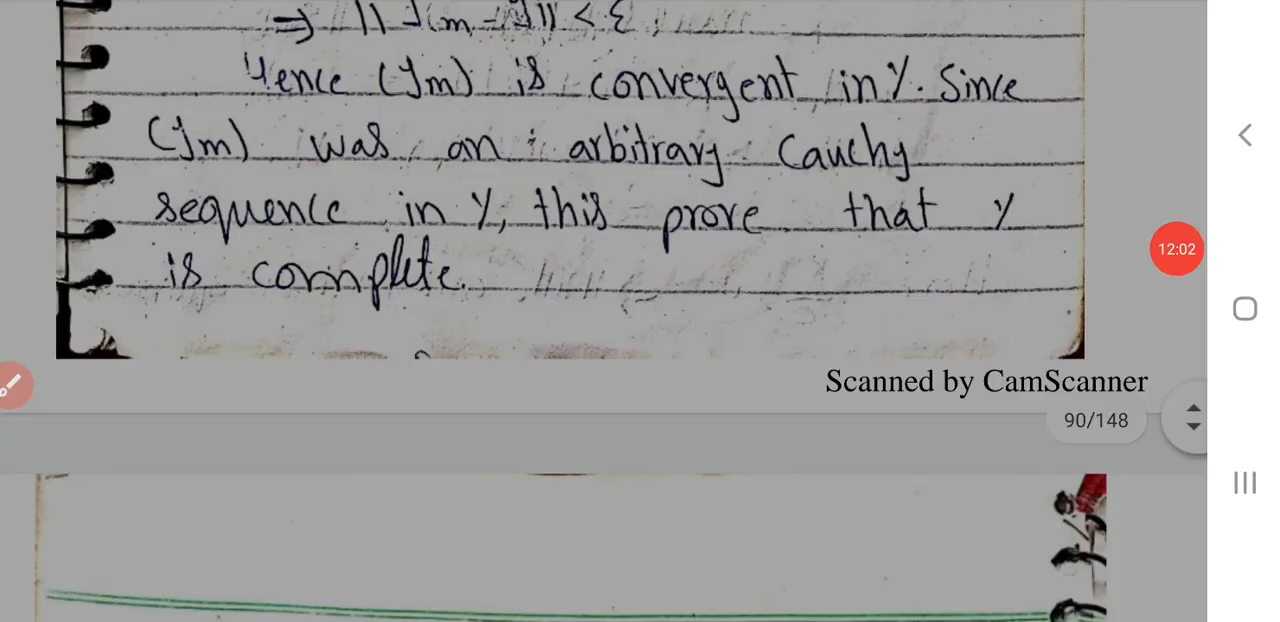 ⇒ ||ym - y|| < ε
Hence (ym) is convergent in Y. Since
(ym) was an arbitrary Cauchy
sequence in Y, this prove that Y
is complete.
12:02
Scanned by CamScanner
90/148